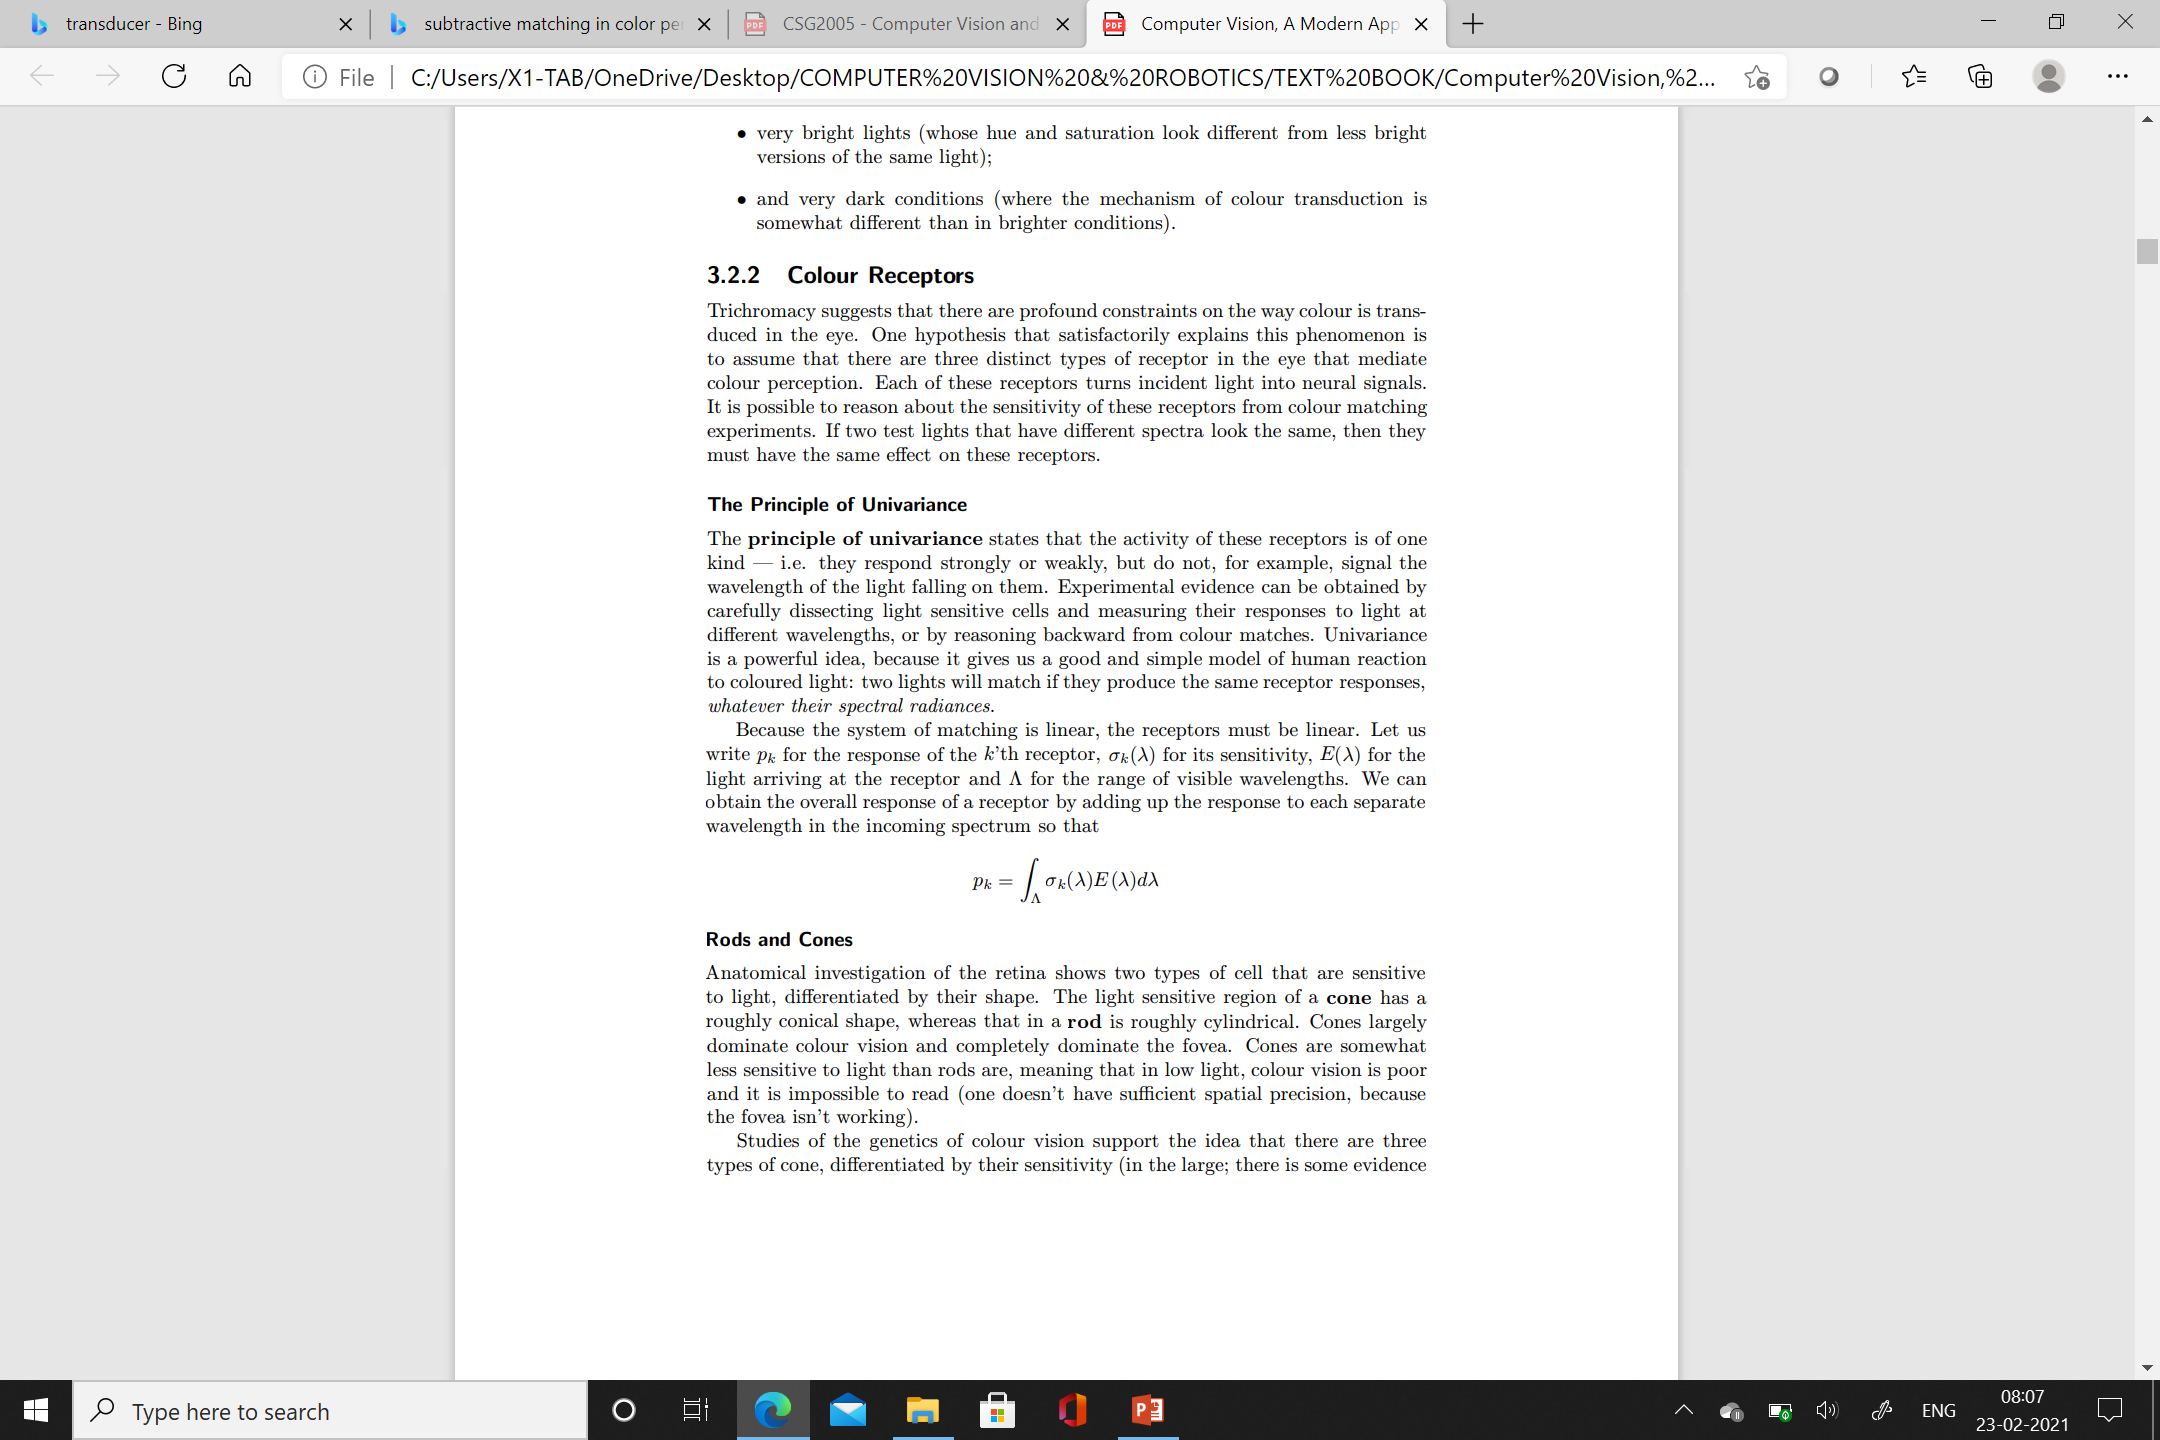 transducer - Bing
subtractive matching in color pe
CSG2005 - Computer Vision and
Computer Vision, A Modern App
File
C:/Users/X1-TAB/OneDrive/Desktop/COMPUTER%20VISION%20&%20ROBOTICS/TEXT%20BOOK/Computer%20Vision,%2...
• very bright lights (whose hue and saturation look different from less bright
versions of the same light);
• and very dark conditions (where the mechanism of colour transduction is
somewhat different than in brighter conditions).
3.2.2 Colour Receptors
Trichromacy suggests that there are profound constraints on the way colour is trans-
duced in the eye. One hypothesis that satisfactorily explains this phenomenon is
to assume that there are three distinct types of receptor in the eye that mediate
colour perception. Each of these receptors turns incident light into neural signals.
It is possible to reason about the sensitivity of these receptors from colour matching
experiments. If two test lights that have different spectra look the same, then they
must have the same effect on these receptors.
The Principle of Univariance
The principle of univariance states that the activity of these receptors is of one
kind — i.e. they respond strongly or weakly, but do not, for example, signal the
wavelength of the light falling on them. Experimental evidence can be obtained by
carefully dissecting light sensitive cells and measuring their responses to light at
different wavelengths, or by reasoning backward from colour matches. Univariance
is a powerful idea, because it gives us a good and simple model of human reaction
to coloured light: two lights will match if they produce the same receptor responses,
whatever their spectral radiances.
Because the system of matching is linear, the receptors must be linear. Let us
write pₖ for the response of the k'th receptor, σₖ(λ) for its sensitivity, E(λ) for the
light arriving at the receptor and Λ for the range of visible wavelengths. We can
obtain the overall response of a receptor by adding up the response to each separate
wavelength in the incoming spectrum so that
pₖ = ∫_Λ σₖ(λ)E(λ)dλ
Rods and Cones
Anatomical investigation of the retina shows two types of cell that are sensitive
to light, differentiated by their shape. The light sensitive region of a cone has a
roughly conical shape, whereas that in a rod is roughly cylindrical. Cones largely
dominate colour vision and completely dominate the fovea. Cones are somewhat
less sensitive to light than rods are, meaning that in low light, colour vision is poor
and it is impossible to read (one doesn't have sufficient spatial precision, because
the fovea isn't working).
Studies of the genetics of colour vision support the idea that there are three
types of cone, differentiated by their sensitivity (in the large; there is some evidence
Type here to search
ENG
08:07
23-02-2021